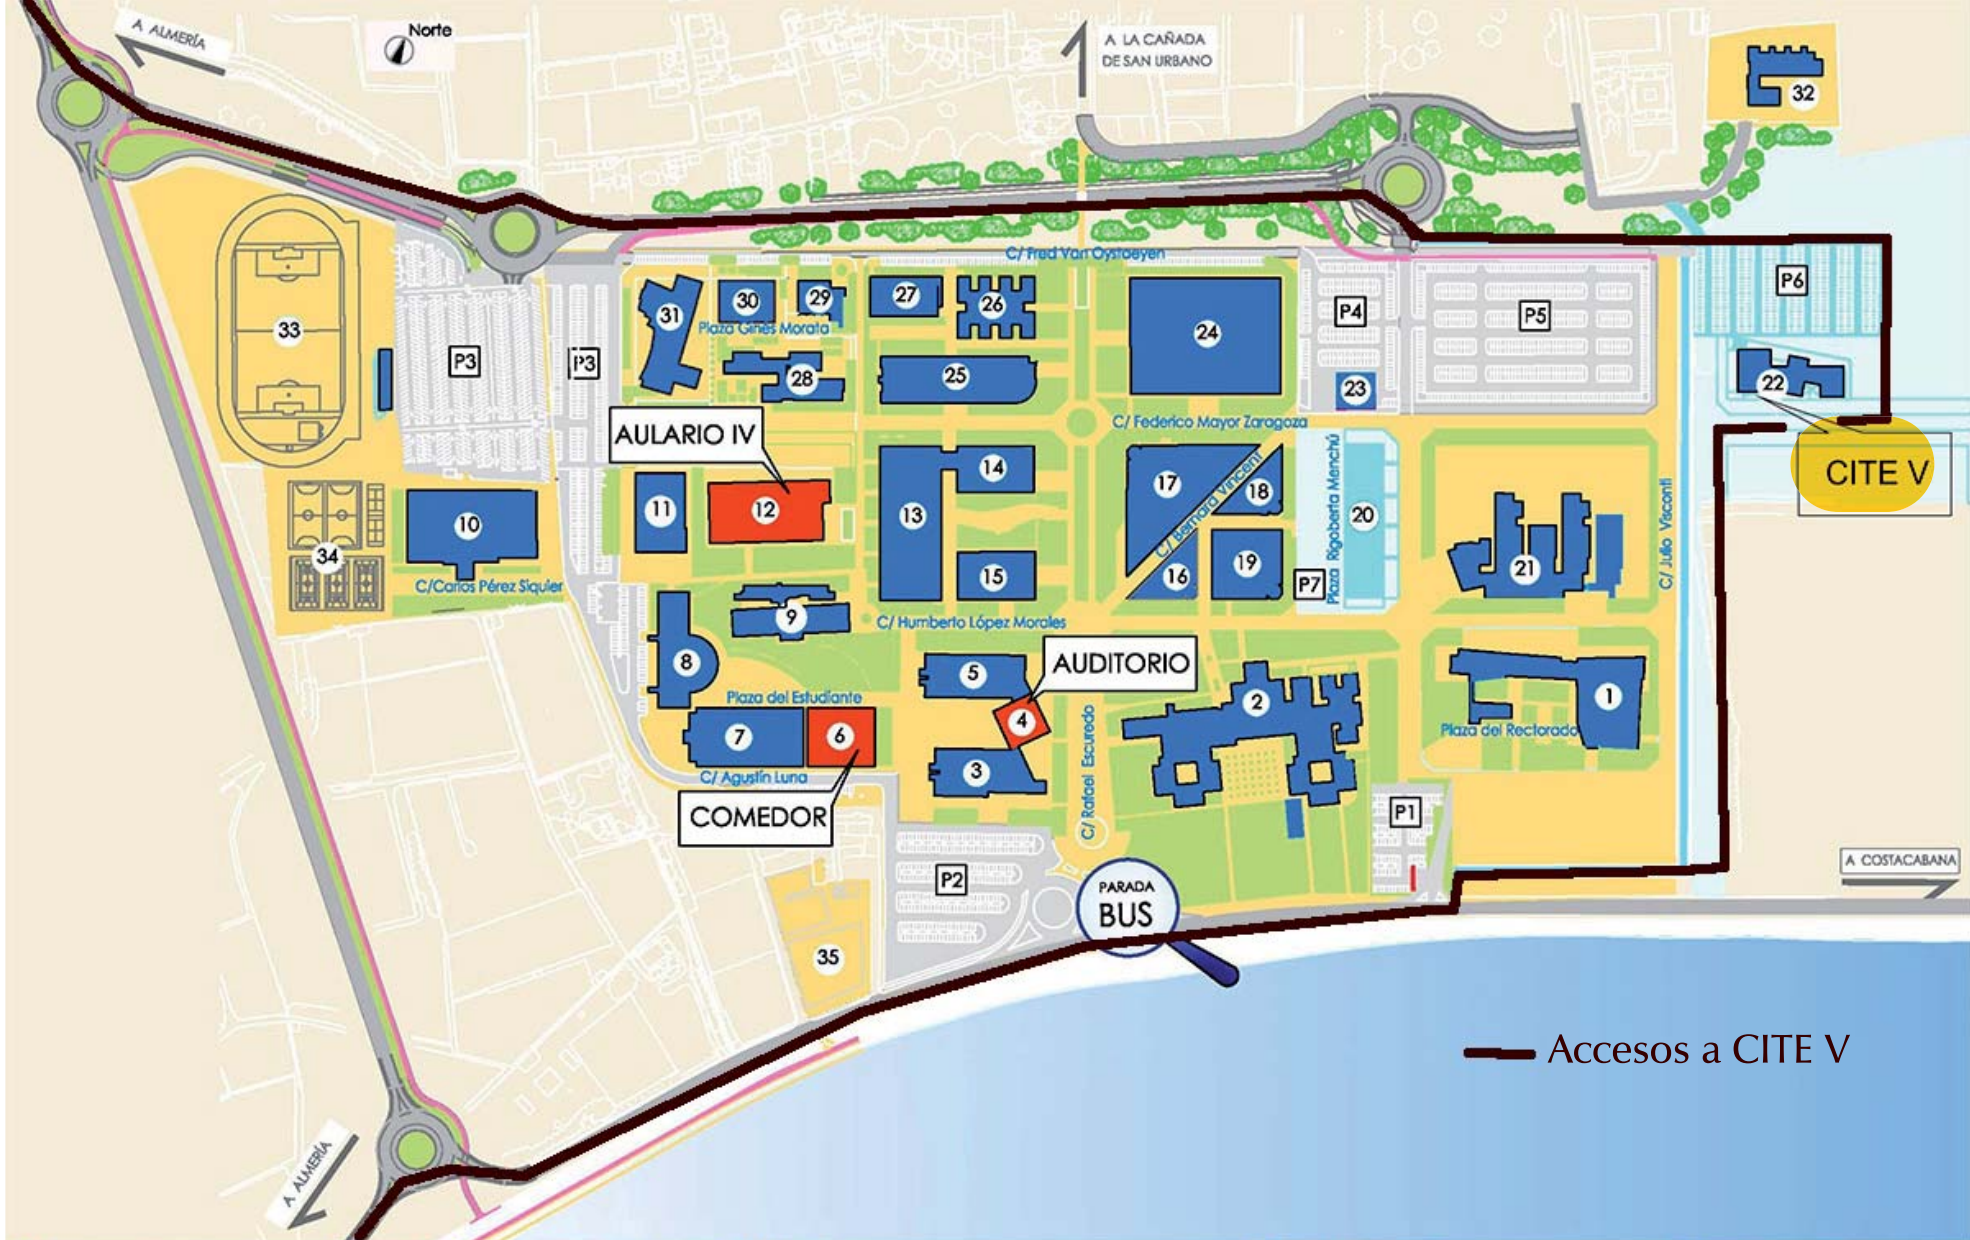 A ALMERÍA
Norte
A LA CAÑADA
DE SAN URBANO
32
C/ Fred Van Oystaeyen
P6
33
P3
P3
31
30
29
Plaza Ginés Morata
28
27
26
25
24
P4
P5
23
22
C/ Federico Mayor Zaragoza
AULARIO IV
CITE V
10
34
C/Carlos Pérez Siquier
11
12
13
14
15
17
18
C/ Bernard Vincent
16
19
P7
Plaza Rigoberta Menchú
20
21
C/ Julio Visconti
9
C/ Humberto López Morales
8
5
AUDITORIO
Plaza del Estudiante
7
6
4
3
2
1
Plaza del Rectorado
C/ Agustín Luna
COMEDOR
C/ Rafael Escuredo
P1
P2
PARADA
BUS
A COSTACABANA
35
Accesos a CITE V
A ALMERÍA